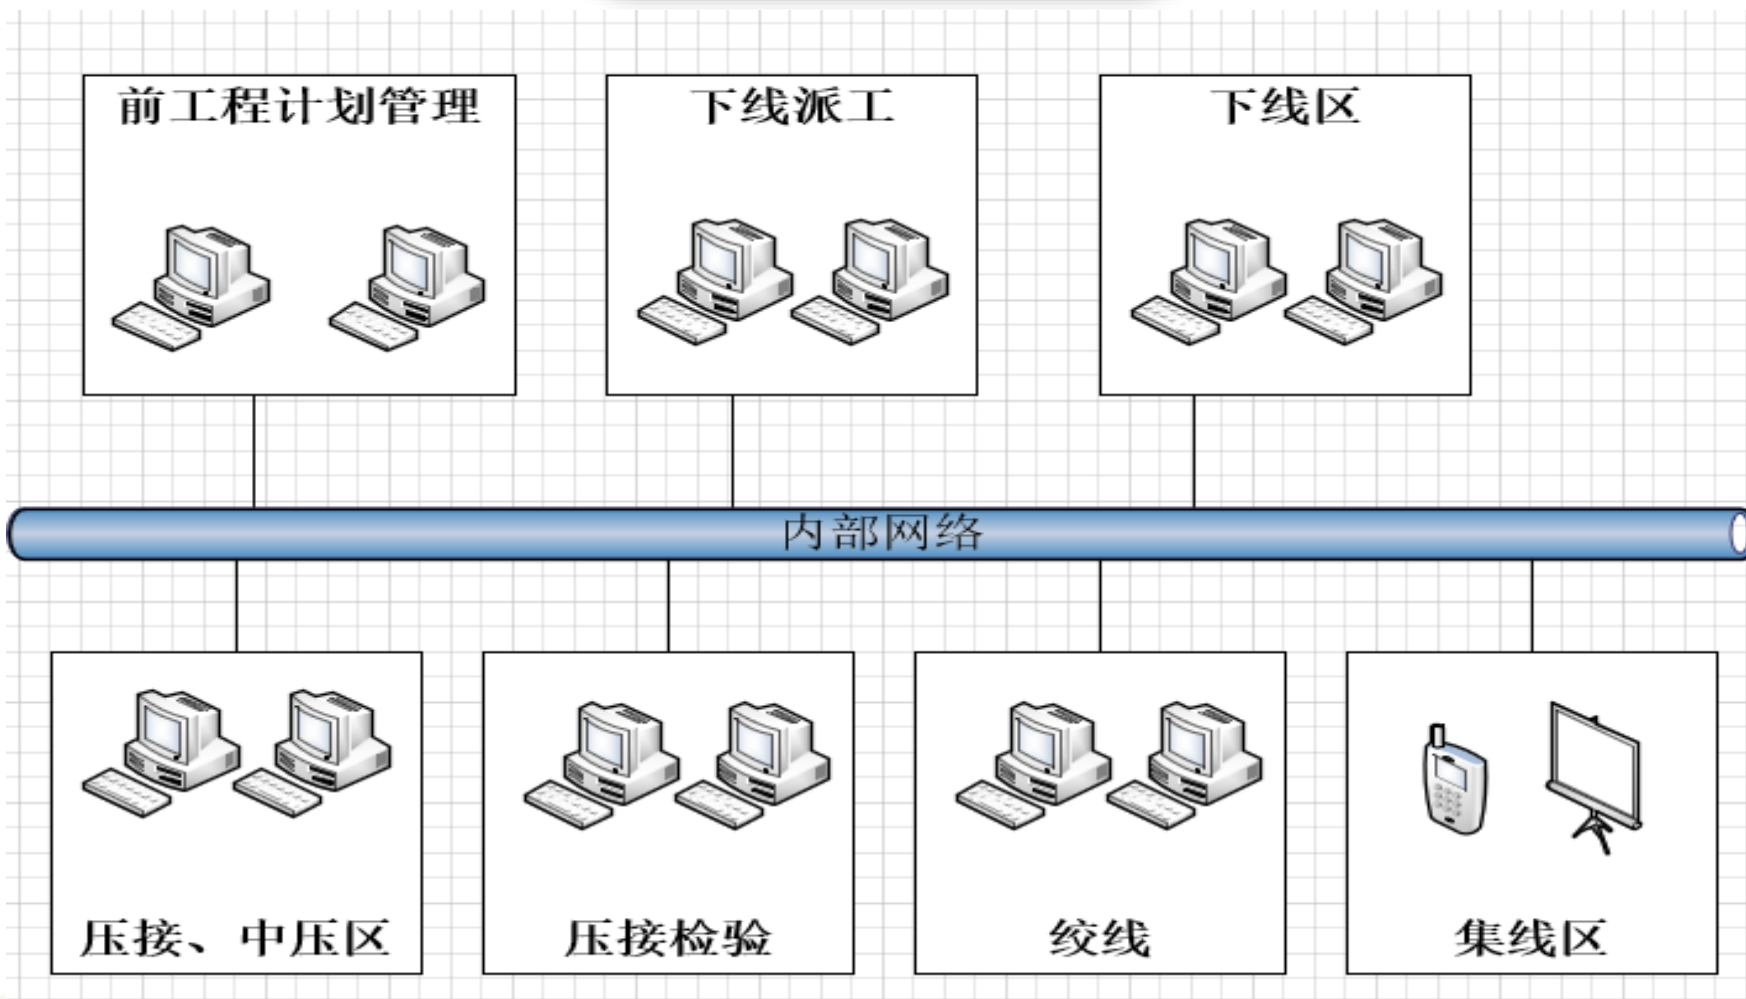 前工程计划管理
下线派工
下线区
内部网络
压接、中压区
压接检验
绞线
集线区